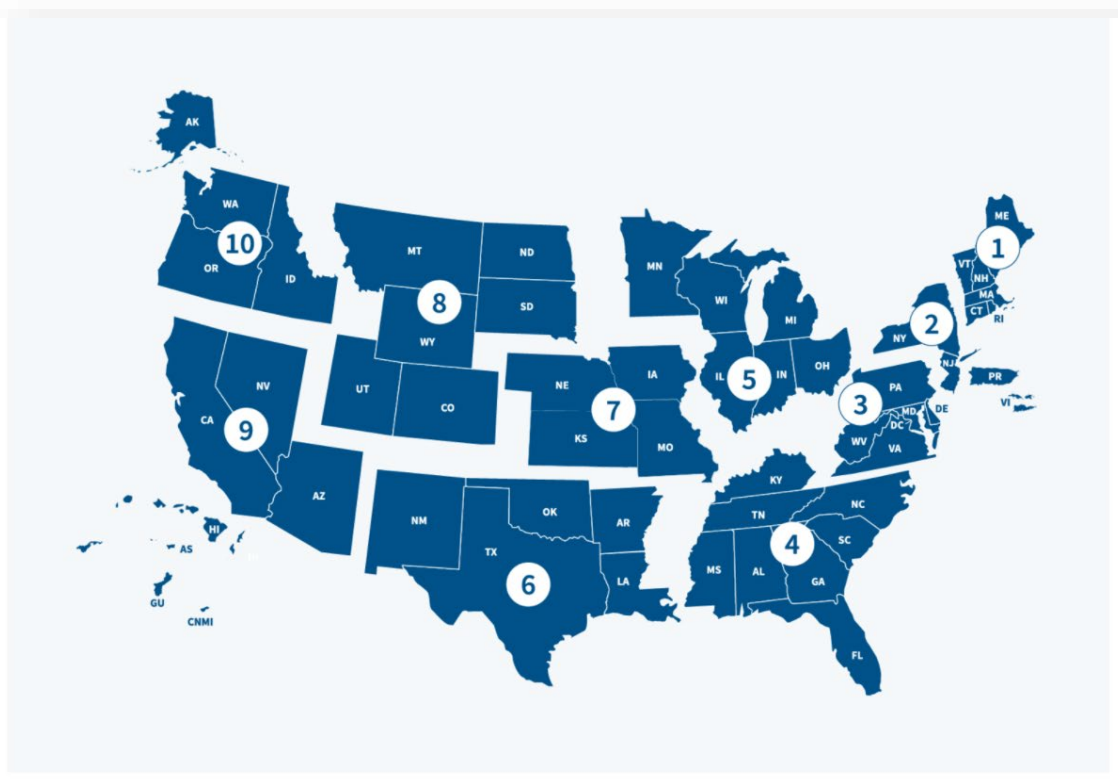 AK
WA
10
OR
ID
MT
ND
8
SD
WY
UT
CO
MN
WI
MI
IL
5
IN
OH
ME
1
VT
NH
MA
CT
RI
2
NY
NJ
PR
VI
PA
3
MD
DE
DC
WV
VA
NE
IA
7
KS
MO
NV
CA
9
AZ
HI
AS
GU
CNMI
NM
OK
TX
AR
6
LA
KY
TN
NC
4
SC
MS
AL
GA
FL